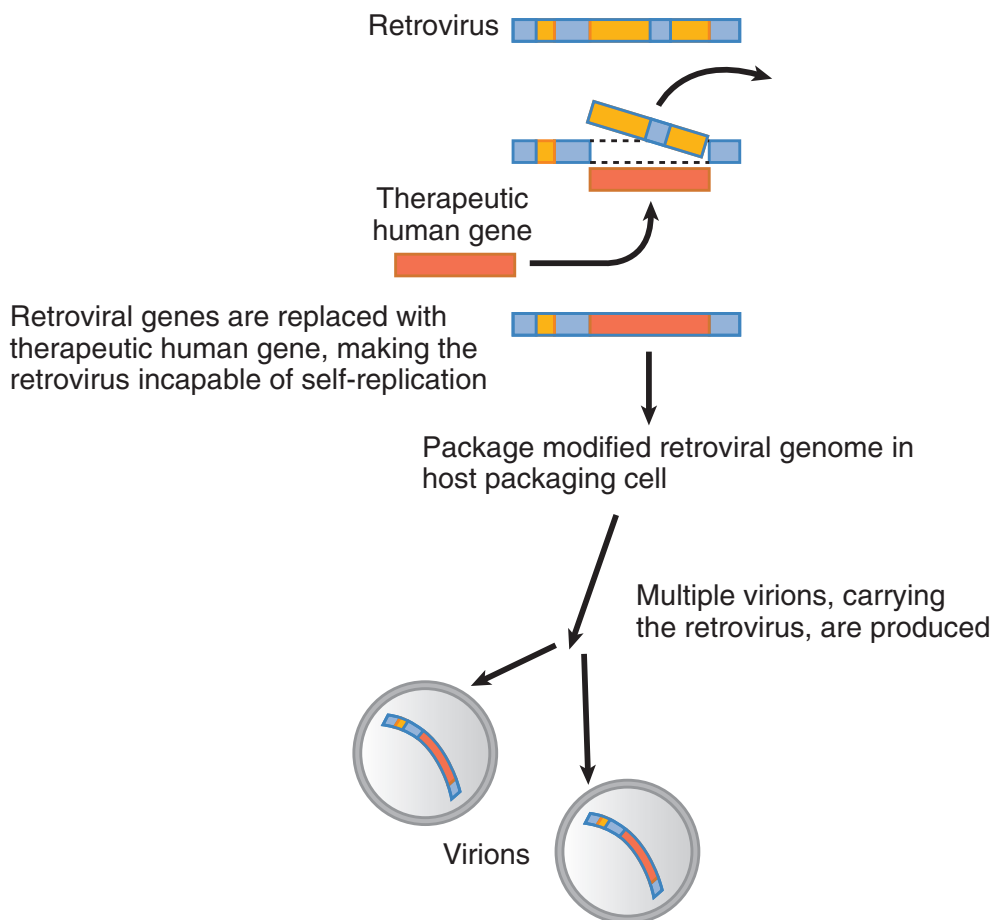 Retrovirus
Therapeutic
human gene
Retroviral genes are replaced with
therapeutic human gene, making the
retrovirus incapable of self-replication
Package modified retroviral genome in
host packaging cell
Multiple virions, carrying
the retrovirus, are produced
Virions